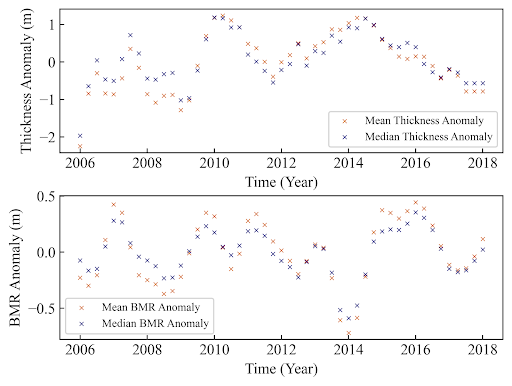 Thickness Anomaly (m)
1
0
−1
−2
Mean Thickness Anomaly
Median Thickness Anomaly
2006 2008 2010 2012 2014 2016 2018
Time (Year)
BMR Anomaly (m)
0.5
0.0
−0.5
Mean BMR Anomaly
Median BMR Anomaly
2006 2008 2010 2012 2014 2016 2018
Time (Year)